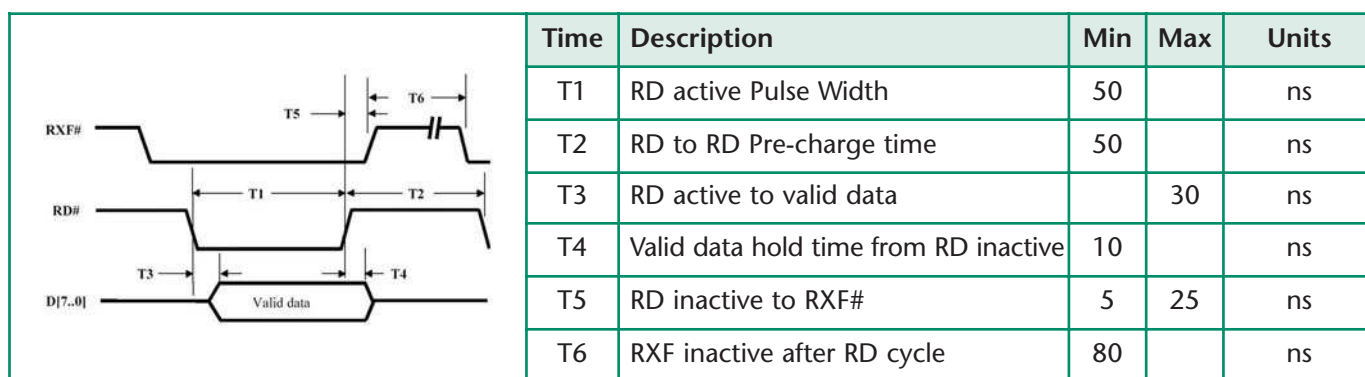 T6
T5
RXF#
T1
T2
RD#
T3
T4
D[7..0]
Valid data
Time Description Min Max Units
T1 RD active Pulse Width 50 ns
T2 RD to RD Pre-charge time 50 ns
T3 RD active to valid data 30 ns
T4 Valid data hold time from RD inactive 10 ns
T5 RD inactive to RXF# 5 25 ns
T6 RXF inactive after RD cycle 80 ns